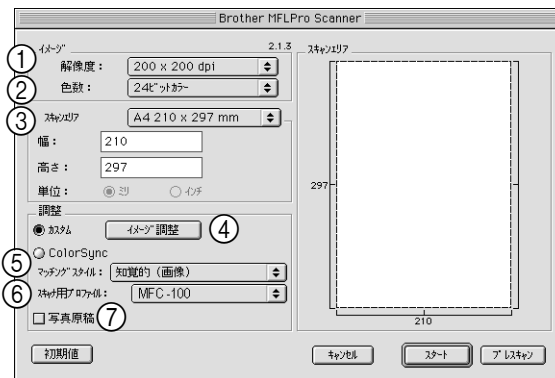 Brother MFLPro Scanner
ｲﾒｰｼﾞ 2.1.3
① 解像度： 200 x 200 dpi
② 色数： 24ﾋﾞｯﾄｶﾗｰ
③ ｽｷｬﾝｴﾘｱ A4 210 x 297 mm
幅： 210
高さ： 297
単位： ﾐﾘ ｲﾝﾁ
調整
ｶｽﾀﾑ ｲﾒｰｼﾞ調整 ④
ColorSync
⑤ ﾏｯﾁﾝｸﾞｽﾀｲﾙ： 知覚的（画像）
⑥ ｽｷｬﾅ用ﾌﾟﾛﾌｧｲﾙ： MFC-100
写真原稿 ⑦
初期値
ｽｷｬﾝｴﾘｱ
297
210
ｷｬﾝｾﾙ ｽﾀｰﾄ ﾌﾟﾚｽｷｬﾝ